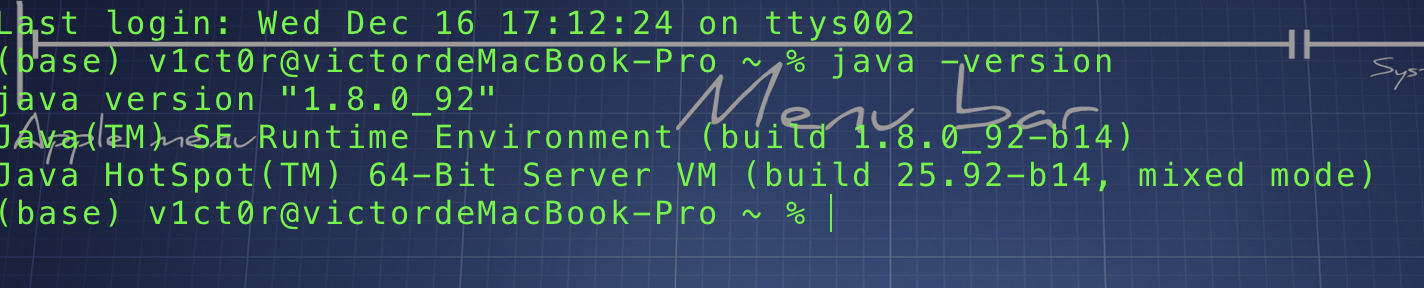 Last login: Wed Dec 16 17:12:24 on ttys002
(base) v1ct0r@victordeMacBook-Pro ~ % java -version
java version "1.8.0_92"
Java(TM) SE Runtime Environment (build 1.8.0_92-b14)
Java HotSpot(TM) 64-Bit Server VM (build 25.92-b14, mixed mode)
(base) v1ct0r@victordeMacBook-Pro ~ %
Menu bar
Apple menu